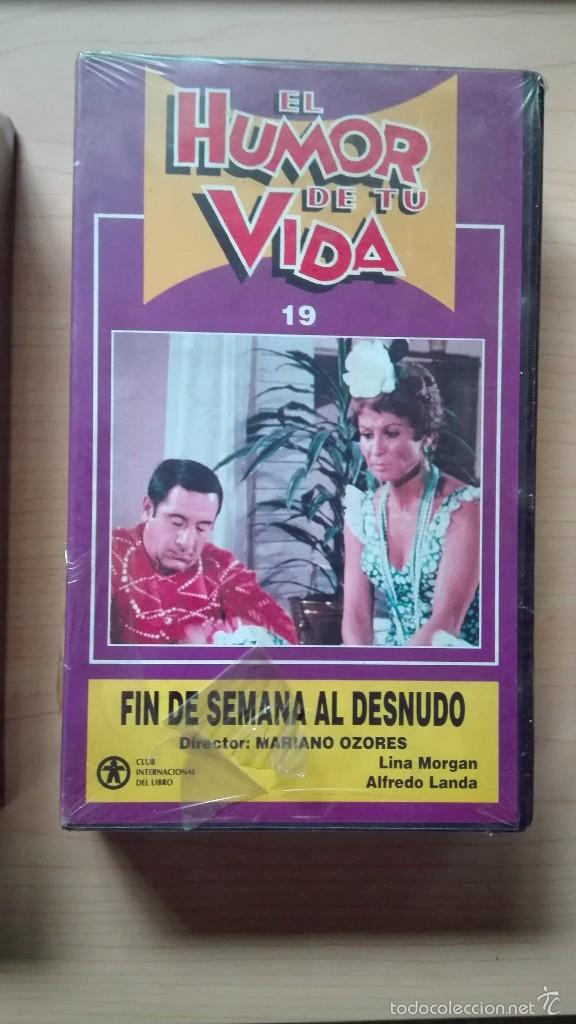 EL
HUMOR
DE TU
VIDA
19
FIN DE SEMANA AL DESNUDO
Director: MARIANO OZORES
Lina Morgan
Alfredo Landa
CLUB
INTERNACIONAL
DEL LIBRO
todocoleccion.net